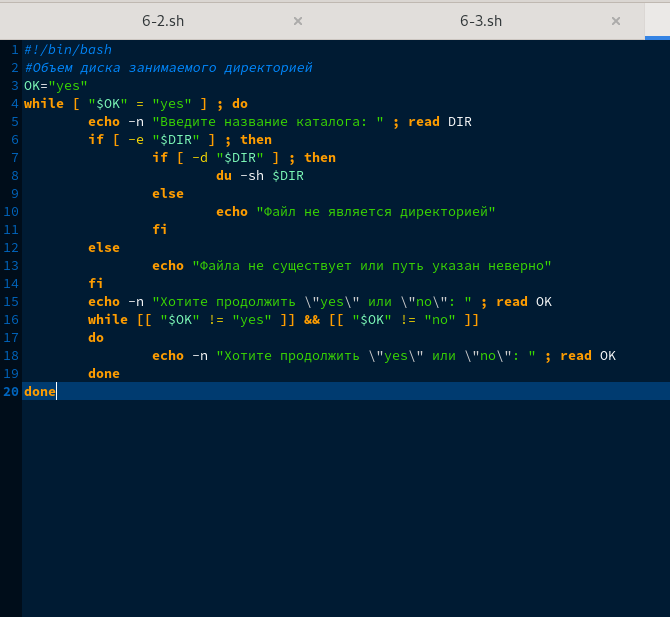 6-2.sh × 6-3.sh ×
1 #!/bin/bash
2 #Объем диска занимаемого директорией
3 OK="yes"
4 while [ "$OK" = "yes" ] ; do
5 echo -n "Введите название каталога: " ; read DIR
6 if [ -e "$DIR" ] ; then
7 if [ -d "$DIR" ] ; then
8 du -sh $DIR
9 else
10 echo "Файл не является директорией"
11 fi
12 else
13 echo "Файла не существует или путь указан неверно"
14 fi
15 echo -n "Хотите продолжить \"yes\" или \"no\": " ; read OK
16 while [[ "$OK" != "yes" ]] && [[ "$OK" != "no" ]]
17 do
18 echo -n "Хотите продолжить \"yes\" или \"no\": " ; read OK
19 done
20 done